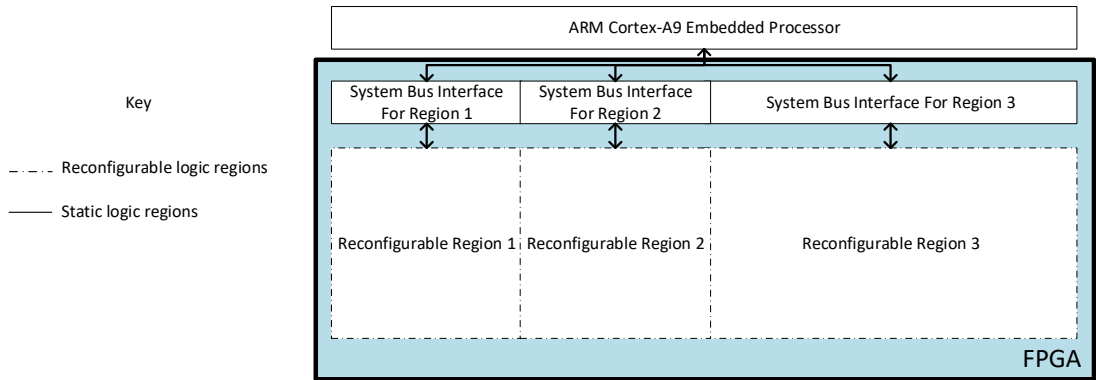 ARM Cortex-A9 Embedded Processor
System Bus Interface
For Region 1
System Bus Interface
For Region 2
System Bus Interface For Region 3
Key
Reconfigurable logic regions
Static logic regions
Reconfigurable Region 1
Reconfigurable Region 2
Reconfigurable Region 3
FPGA